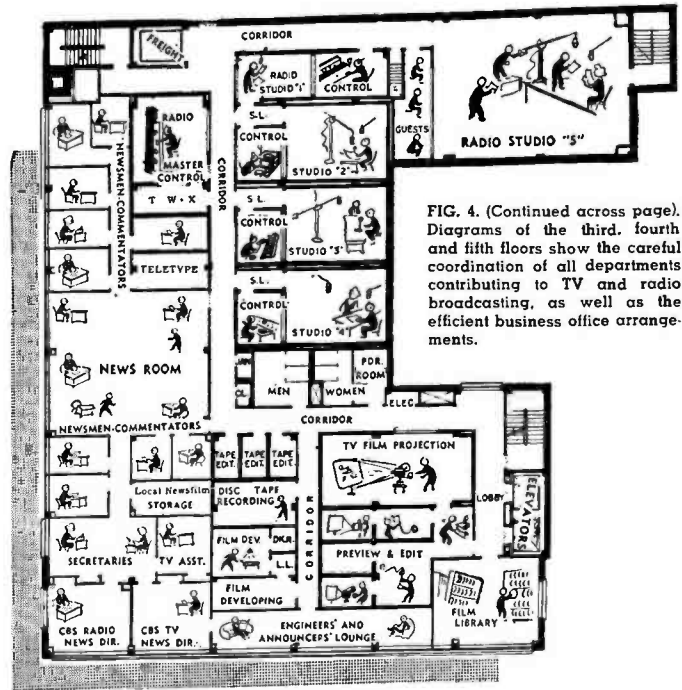 CORRIDOR
FREIGHT
RADIO
STUDIO "1"
CONTROL
GUESTS
RADIO STUDIO "5"
NEWSMEN-COMMENTATORS
RADIO
MASTER
CONTROL
T W•X
TELETYPE
CORRIDOR
S.L.
CONTROL
STUDIO "2"
S.L.
CONTROL
STUDIO "3"
S.L.
CONTROL
STUDIO "4"
FIG. 4. (Continued across page).
Diagrams of the third, fourth
and fifth floors show the careful
coordination of all departments
contributing to TV and radio
broadcasting, as well as the
efficient business office arrange-
ments.
NEWS ROOM
NEWSMEN-COMMENTATORS
JAN
CL.
MEN
WOMEN
PDR.
ROOM
ELEC.
CORRIDOR
TAPE
EDIT.
TAPE
EDIT.
TAPE
EDIT.
TV FILM PROJECTION
LOBBY
ELEVATORS
Local Newsfilm
STORAGE
DISC TAPE
RECORDING
CORRIDOR
SECRETARIES
TV ASST.
FILM DEV.
DK.R.
L.L.
PREVIEW & EDIT
FILM
DEVELOPING
FILM
LIBRARY
CBS RADIO
NEWS DIR.
CBS TV
NEWS DIR.
ENGINEERS' AND
ANNOUNCERS' LOUNGE